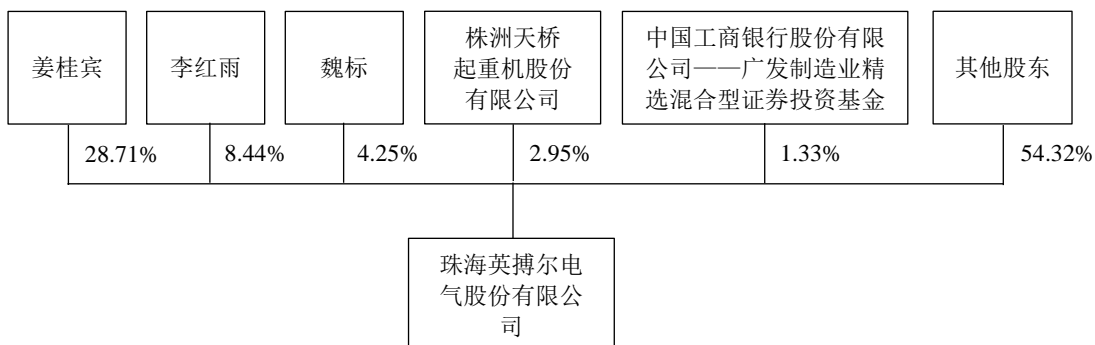 姜桂宾
李红雨
魏标
株洲天桥
起重机股份
有限公司
中国工商银行股份有限
公司——广发制造业精
选混合型证券投资基金
其他股东
28.71%
8.44%
4.25%
2.95%
1.33%
54.32%
珠海英搏尔电
气股份有限公
司